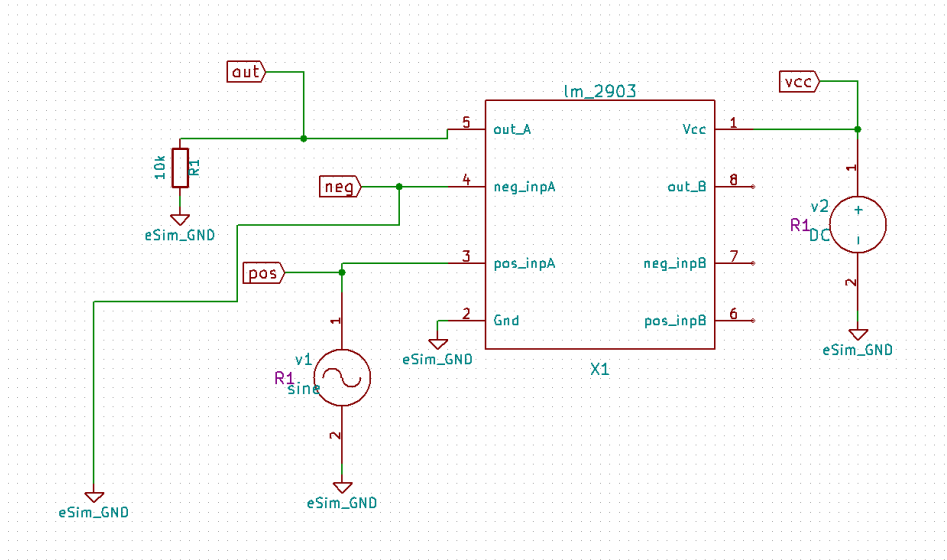 out
vcc
lm_2903
5
out_A
Vcc
1
10k
R1
neg
4
neg_inpA
out_B
8
1
eSim_GND
v2
R1
DC
+
-
pos
3
pos_inpA
neg_inpB
7
2
1
2
Gnd
pos_inpB
6
eSim_GND
eSim_GND
v1
R1
sine
X1
2
eSim_GND
eSim_GND